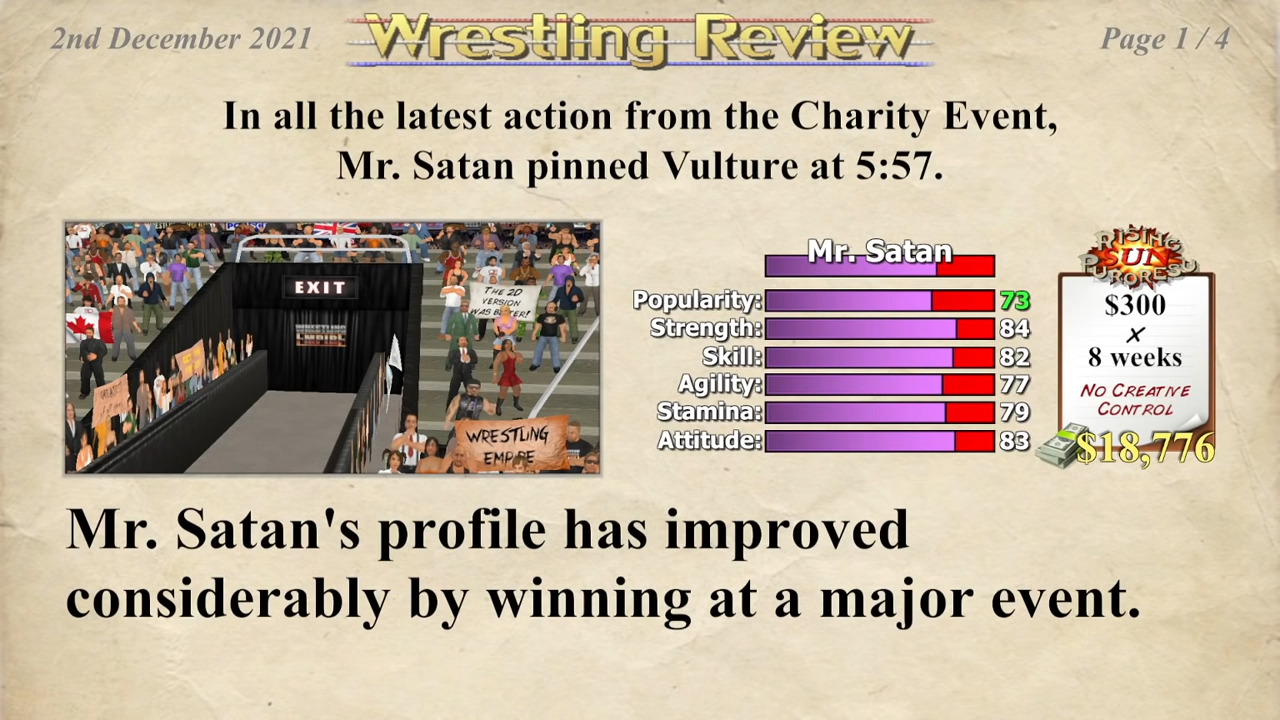 2nd December 2021
Wrestling Review
Page 1 / 4
In all the latest action from the Charity Event,
Mr. Satan pinned Vulture at 5:57.
EXIT
WRESTLING
EMPIRE
THE 2D
VERSION
WAS BETTER!
WRESTLING
EMPIRE
Mr. Satan
Popularity: 73
Strength: 84
Skill: 82
Agility: 77
Stamina: 79
Attitude: 83
RISING
SUN
PURORESU
$300
x
8 weeks
NO CREATIVE
CONTROL
$18,776
Mr. Satan's profile has improved
considerably by winning at a major event.